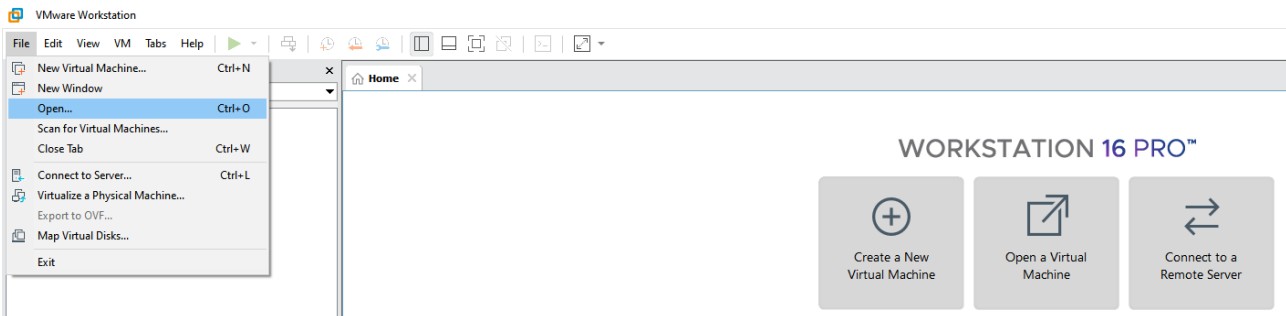 VMware Workstation
File Edit View VM Tabs Help
New Virtual Machine... Ctrl+N
New Window
Open... Ctrl+O
Scan for Virtual Machines...
Close Tab Ctrl+W
Connect to Server... Ctrl+L
Virtualize a Physical Machine...
Export to OVF...
Map Virtual Disks...
Exit
Home
WORKSTATION 16 PRO™
Create a New
Virtual Machine
Open a Virtual
Machine
Connect to a
Remote Server